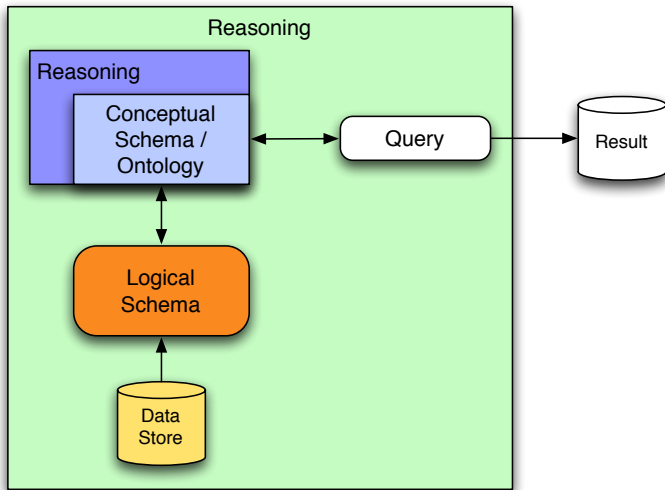 Reasoning
Reasoning
Conceptual
Schema /
Ontology
Query
Result
Logical
Schema
Data
Store